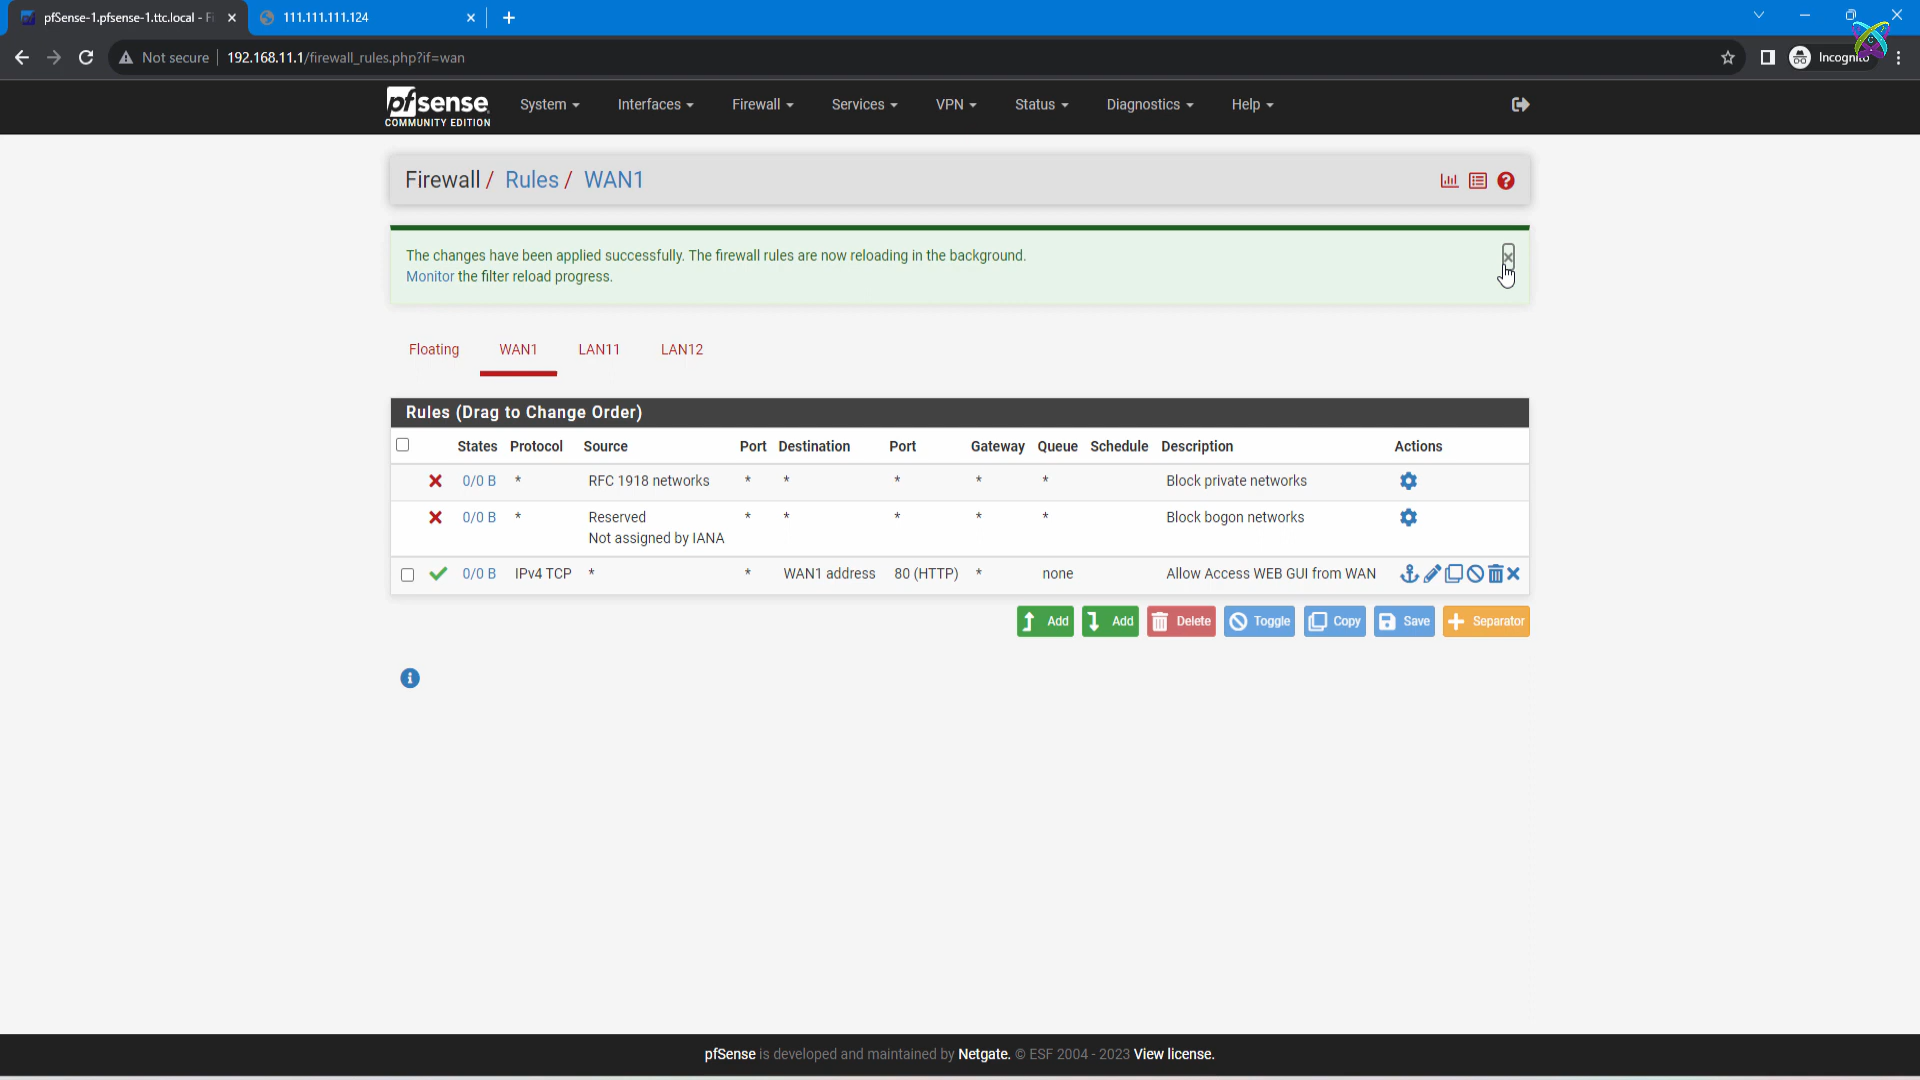 pfSense-1.pfsense-1.ttc.local - Fi
111.111.111.124
Not secure
192.168.11.1/firewall_rules.php?if=wan
Incognito
pfsense
COMMUNITY EDITION
System
Interfaces
Firewall
Services
VPN
Status
Diagnostics
Help
Firewall / Rules / WAN1
The changes have been applied successfully. The firewall rules are now reloading in the background.
Monitor the filter reload progress.
Floating
WAN1
LAN11
LAN12
Rules (Drag to Change Order)
States Protocol Source Port Destination Port Gateway Queue Schedule Description Actions
0/0 B * RFC 1918 networks * * * * * Block private networks
0/0 B * Reserved * * * * * Block bogon networks
Not assigned by IANA
0/0 B IPv4 TCP * * WAN1 address 80 (HTTP) * none Allow Access WEB GUI from WAN
Add
Add
Delete
Toggle
Copy
Save
Separator
pfSense is developed and maintained by Netgate. © ESF 2004 - 2023 View license.